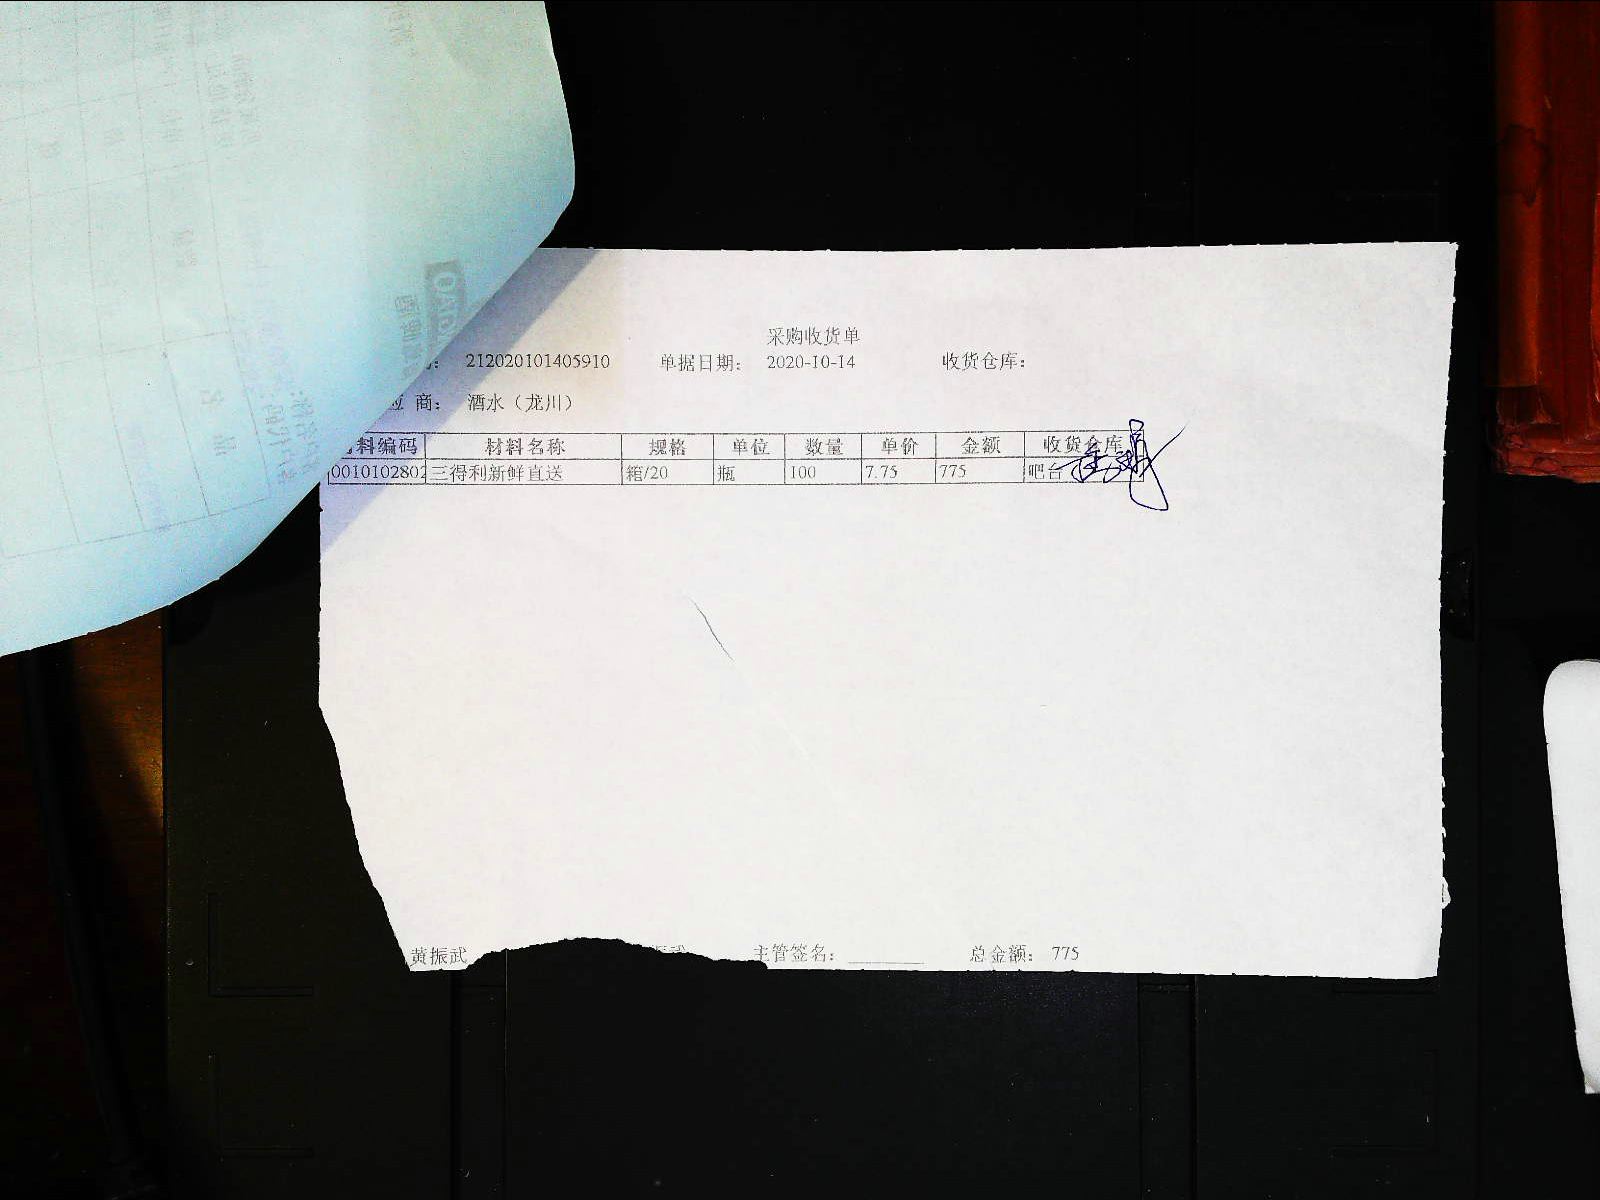 采购收货单
212020101405910 单据日期： 2020-10-14 收货仓库：
应 商： 酒水（龙川）
料编码 材料名称 规格 单位 数量 单价 金额 收货仓库
0010102802 三得利新鲜直送 箱/20 瓶 100 7.75 775 吧台
黄振武 振武 主管签名： 总金额： 775